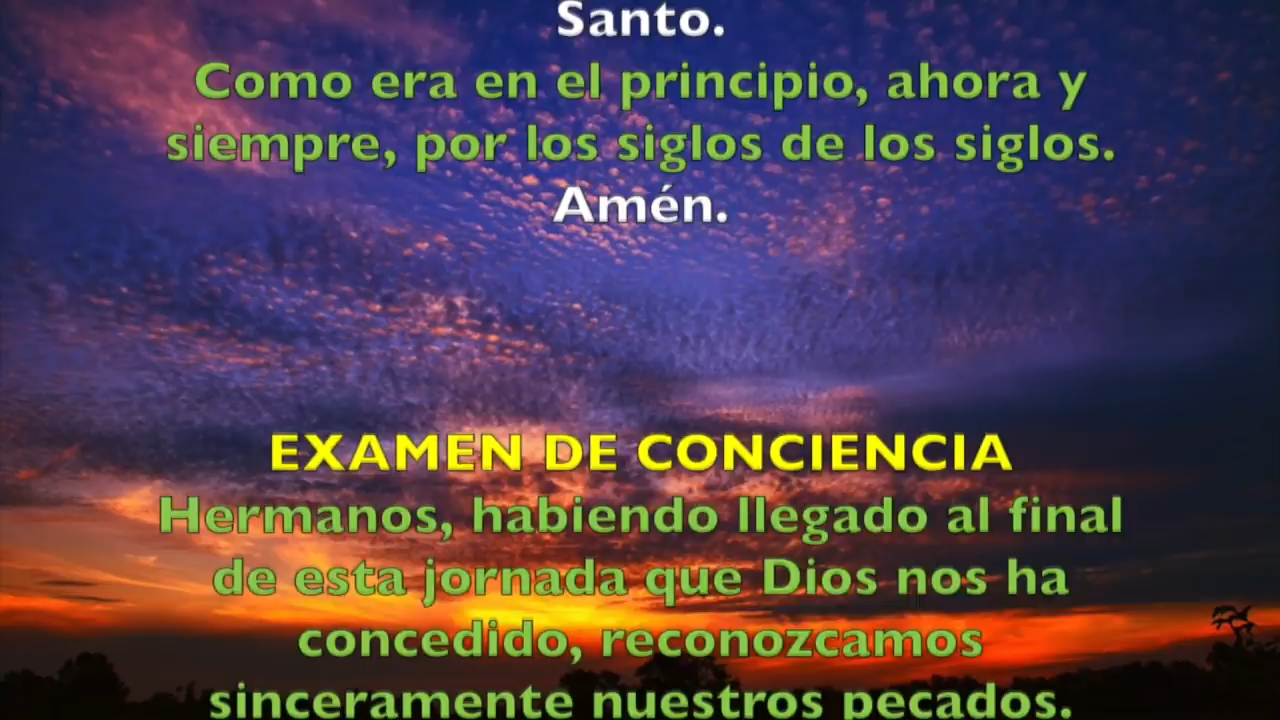 Santo.
Como era en el principio, ahora y
siempre, por los siglos de los siglos.
Amén.
EXAMEN DE CONCIENCIA
Hermanos, habiendo llegado al final
de esta jornada que Dios nos ha
concedido, reconozcamos
sinceramente nuestros pecados.